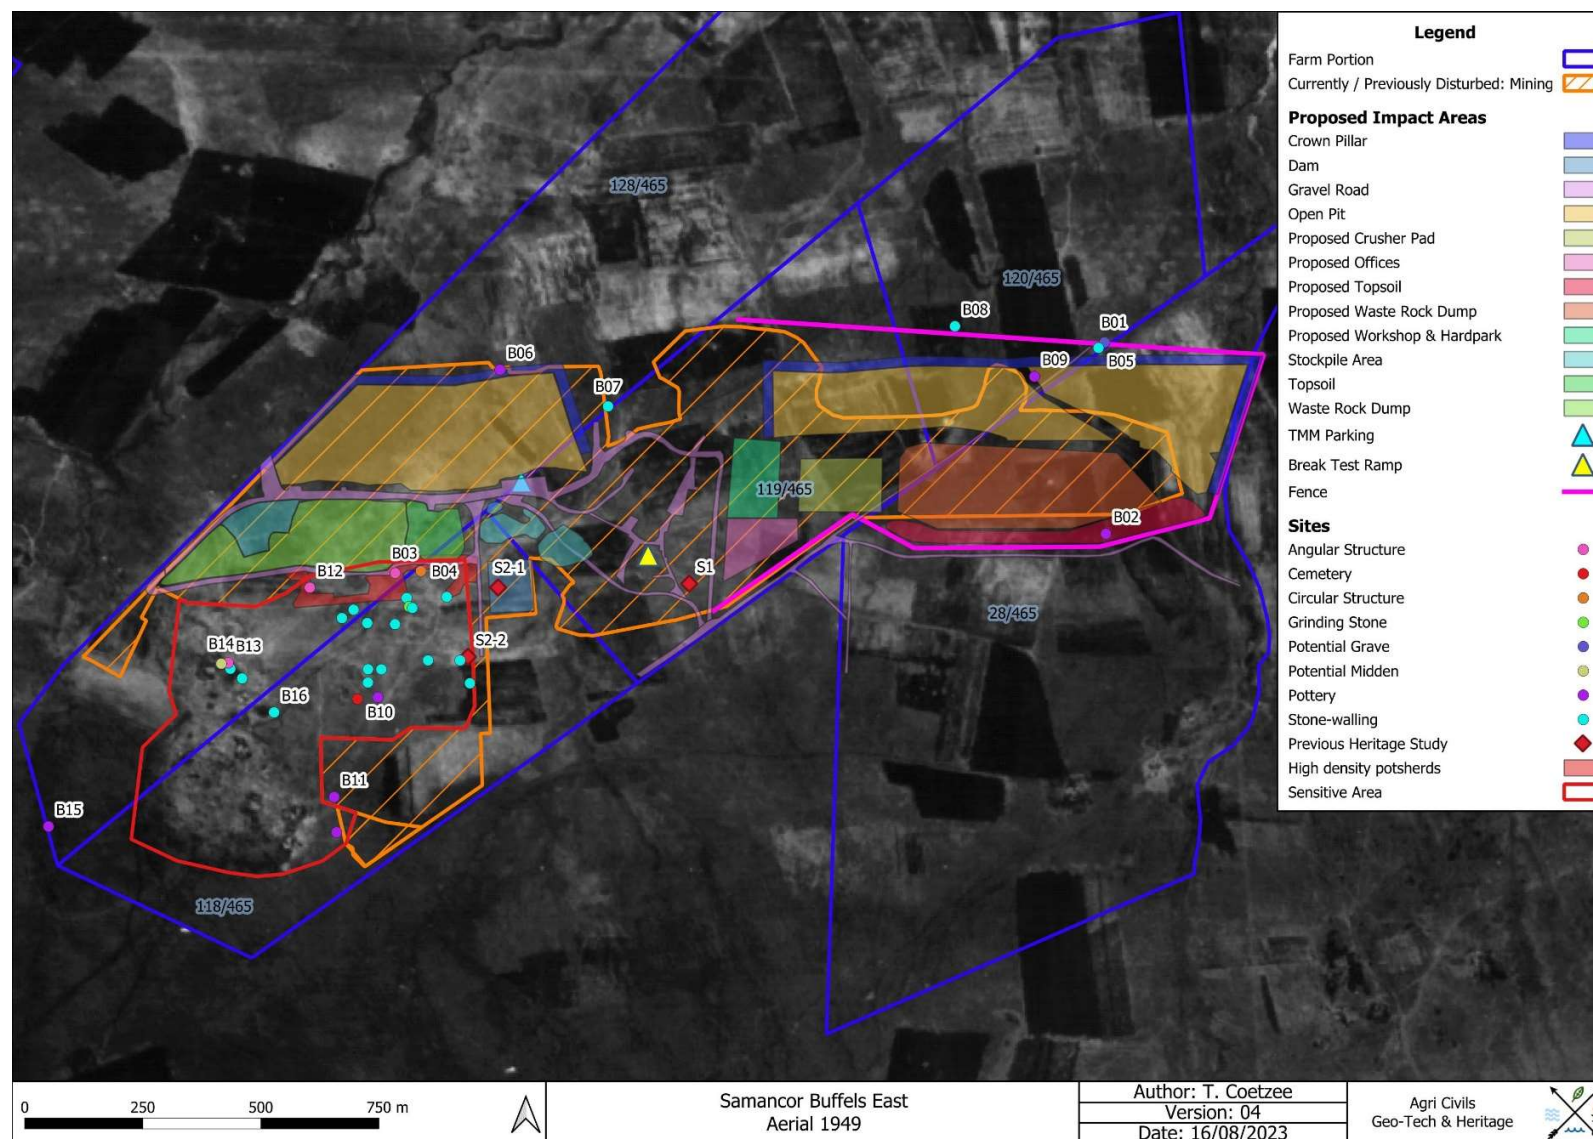 Legend
Farm Portion
Currently / Previously Disturbed: Mining
Proposed Impact Areas
Crown Pillar
Dam
Gravel Road
Open Pit
Proposed Crusher Pad
Proposed Offices
Proposed Topsoil
Proposed Waste Rock Dump
Proposed Workshop & Hardpark
Stockpile Area
Topsoil
Waste Rock Dump
TMM Parking
Break Test Ramp
Fence
Sites
Angular Structure
Cemetery
Circular Structure
Grinding Stone
Potential Grave
Potential Midden
Pottery
Stone-walling
Previous Heritage Study
High density potsherds
Sensitive Area
128/465
120/465
B08
B01
B05
B09
B06
B07
119/465
B02
B03
B04
B12
S2-1
S1
28/465
S2-2
B14
B13
B16
B10
B11
B15
118/465
0 250 500 750 m
Samancor Buffels East
Aerial 1949
Author: T. Coetzee
Version: 04
Date: 16/08/2023
Agri Civils
Geo-Tech & Heritage